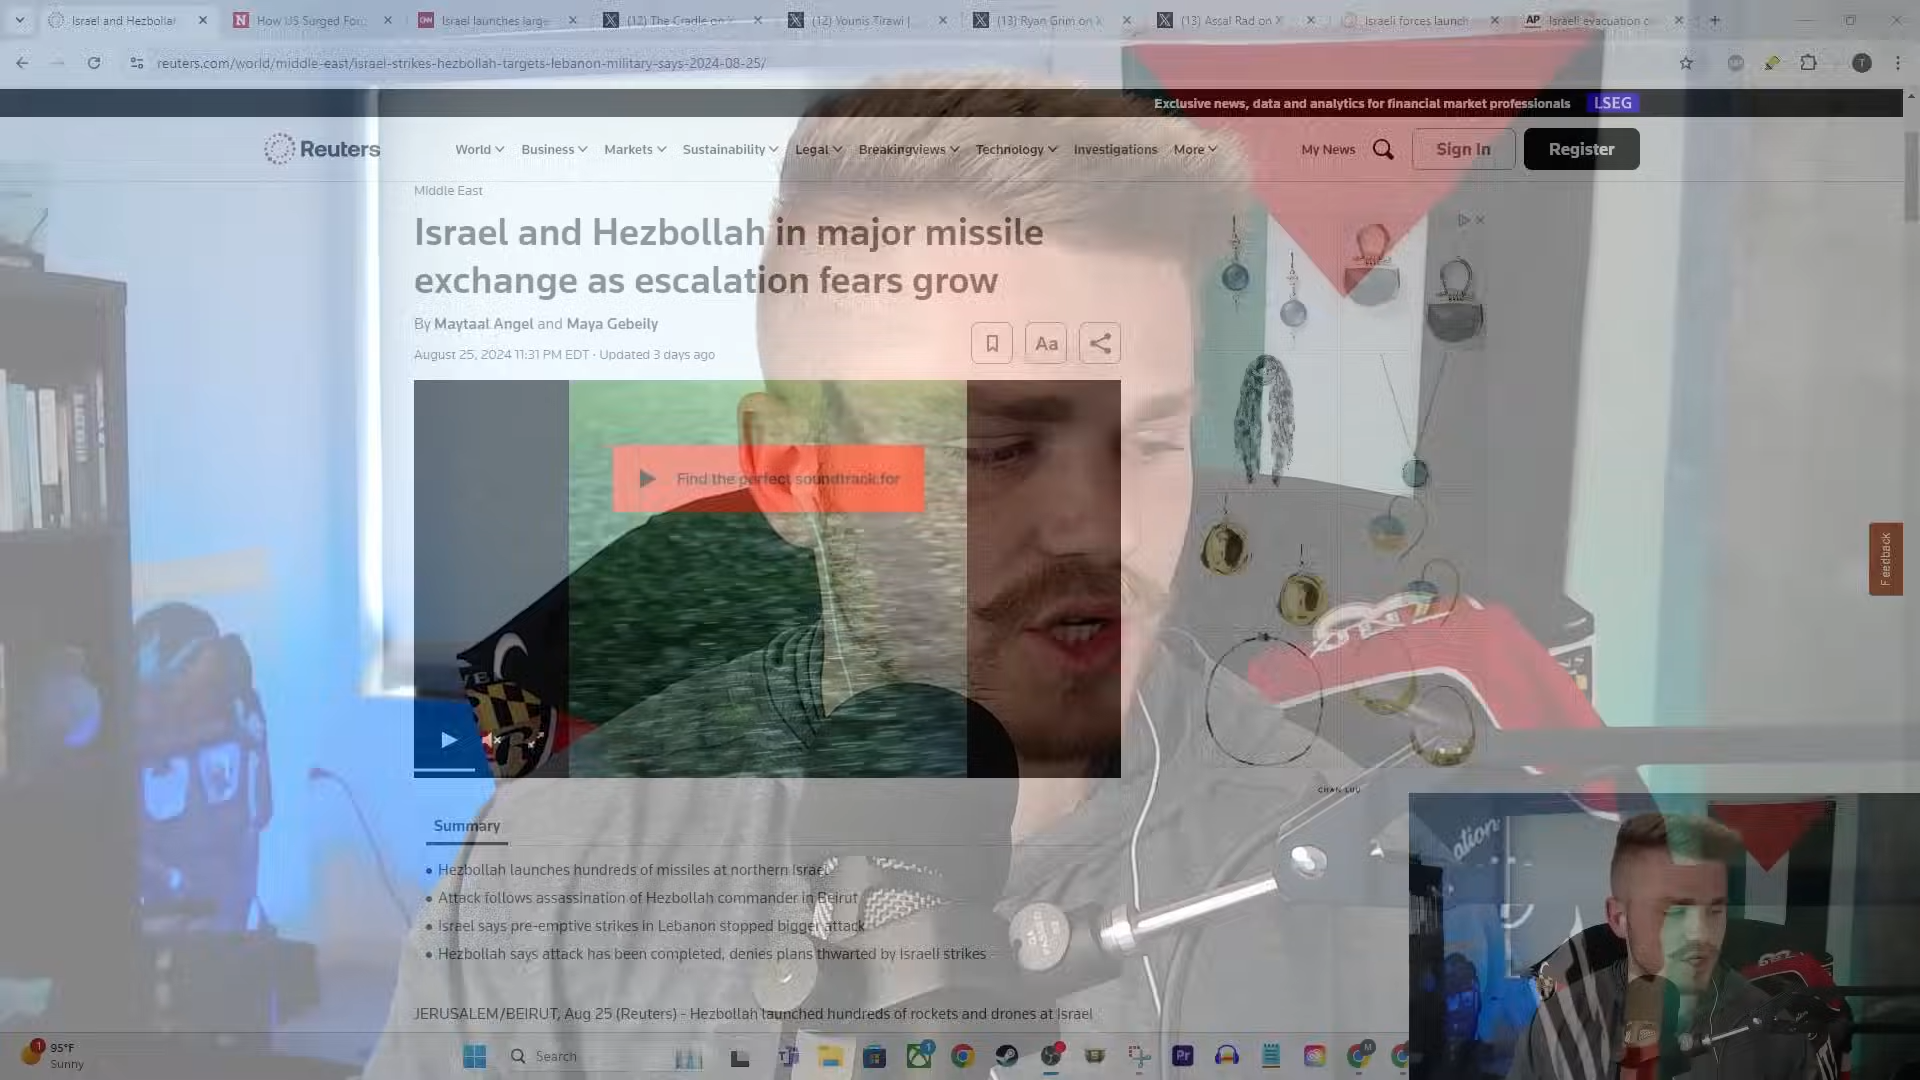 Israel and Hezbollah
How US Surged For
Israel launches large
(12) The Cradle on X
(12) Younis Tirawi |
(13) Ryan Grim on X
(13) Assal Rad on X
Israeli forces launch
AP
Israeli evacuation o
reuters.com/world/middle-east/israel-strikes-hezbollah-targets-lebanon-military-says-2024-08-25/
T
Exclusive news, data and analytics for financial market professionals
LSEG
Reuters
World
Business
Markets
Sustainability
Legal
Breakingviews
Technology
Investigations
More
My News
Sign In
Register
Middle East
Israel and Hezbollah in major missile
exchange as escalation fears grow
By Maytaal Angel and Maya Gebeily
August 25, 2024 11:31 PM EDT · Updated 3 days ago
Aa
Find the perfect soundtrack for
Feedback
CHAN LUU
Summary
• Hezbollah launches hundreds of missiles at northern Israel
• Attack follows assassination of Hezbollah commander in Beirut
• Israel says pre-emptive strikes in Lebanon stopped bigger attack
• Hezbollah says attack has been completed, denies plans thwarted by Israeli strikes
JERUSALEM/BEIRUT, Aug 25 (Reuters) - Hezbollah launched hundreds of rockets and drones at Israel
ation
1
95°F
Sunny
Search
1
Pr
M